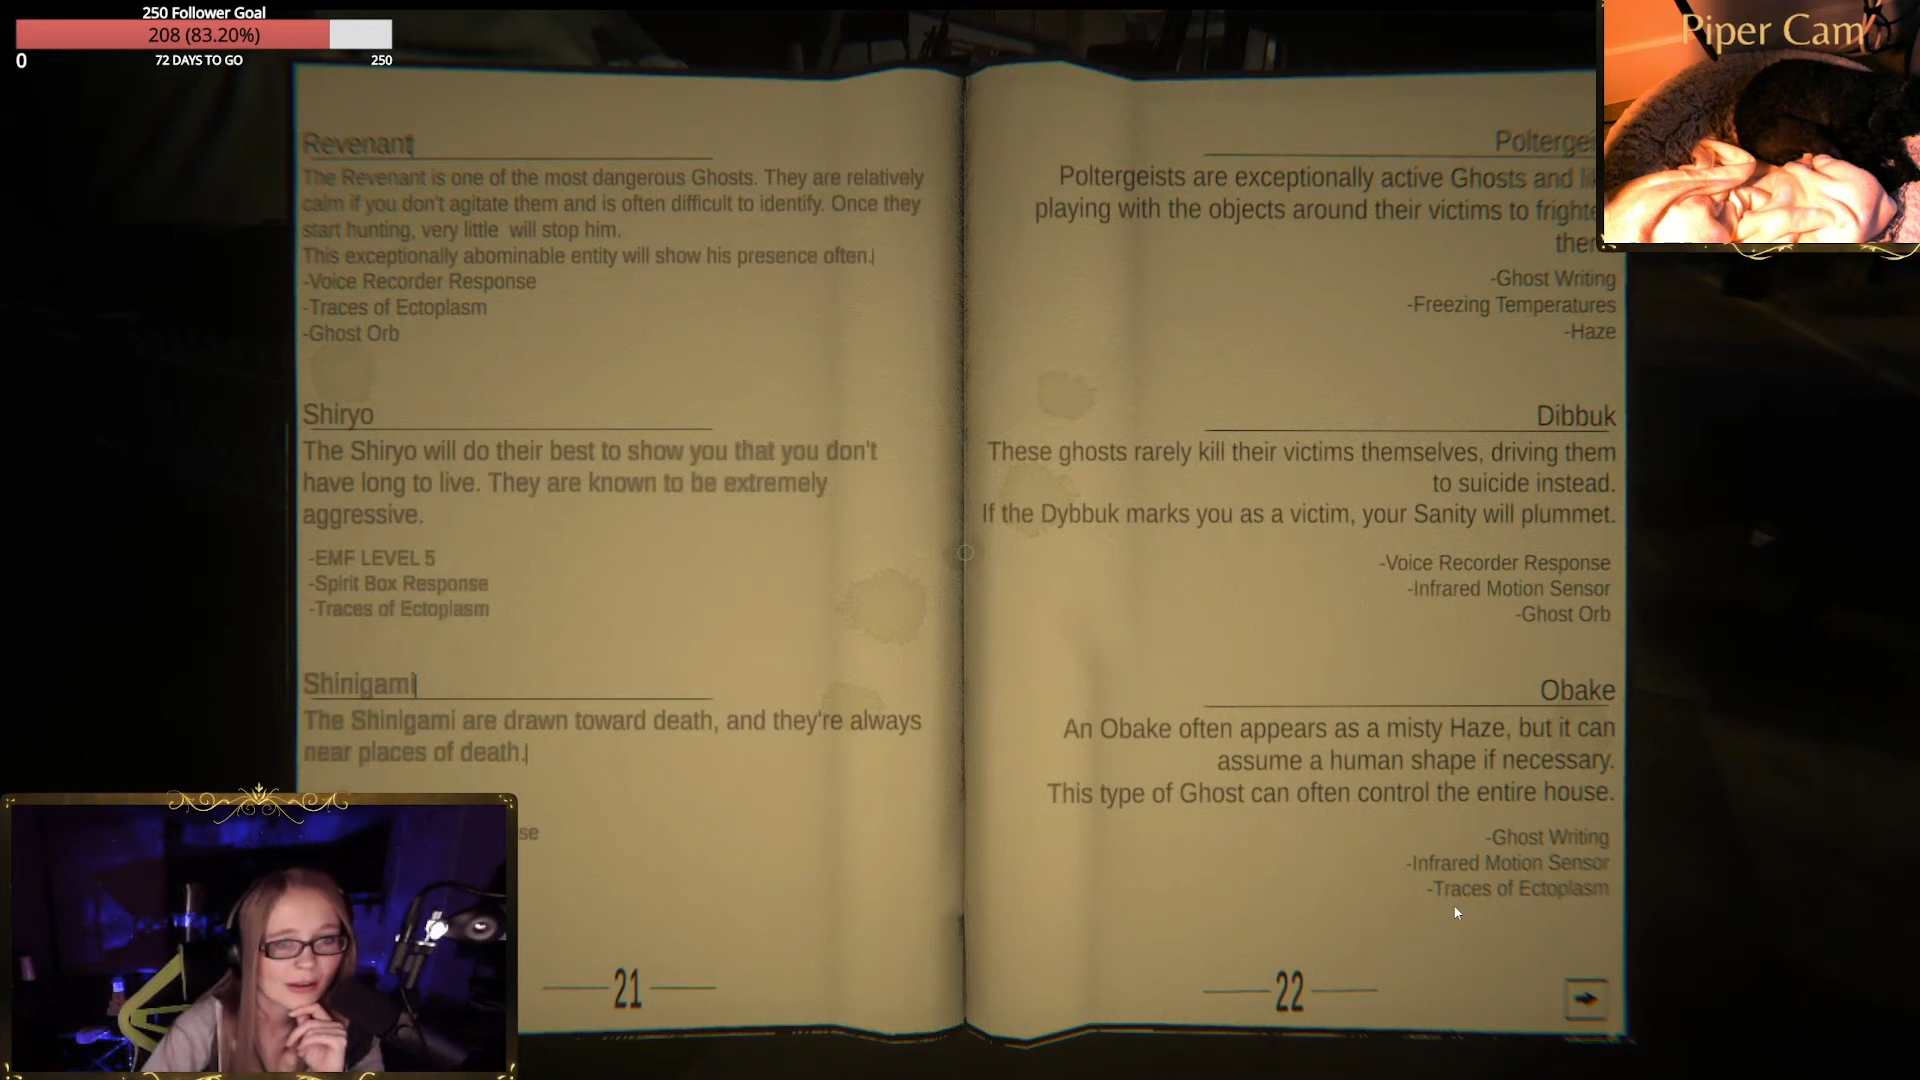 250 Follower Goal
208 (83.20%)
0
72 DAYS TO GO
250
Piper Cam
Revenant
The Revenant is one of the most dangerous Ghosts. They are relatively
calm if you don't agitate them and is often difficult to identify. Once they
start hunting, very little will stop him.
This exceptionally abominable entity will show his presence often.
-Voice Recorder Response
-Traces of Ectoplasm
-Ghost Orb
Shiryo
The Shiryo will do their best to show you that you don't
have long to live. They are known to be extremely
aggressive.
-EMF LEVEL 5
-Spirit Box Response
-Traces of Ectoplasm
Shinigami
The Shinigami are drawn toward death, and they're always
near places of death.
se
21
Poltergei
Poltergeists are exceptionally active Ghosts and li
playing with the objects around their victims to frighte
them
-Ghost Writing
-Freezing Temperatures
-Haze
Dibbuk
These ghosts rarely kill their victims themselves, driving them
to suicide instead.
If the Dybbuk marks you as a victim, your Sanity will plummet.
-Voice Recorder Response
-Infrared Motion Sensor
-Ghost Orb
Obake
An Obake often appears as a misty Haze, but it can
assume a human shape if necessary.
This type of Ghost can often control the entire house.
-Ghost Writing
-Infrared Motion Sensor
-Traces of Ectoplasm
22